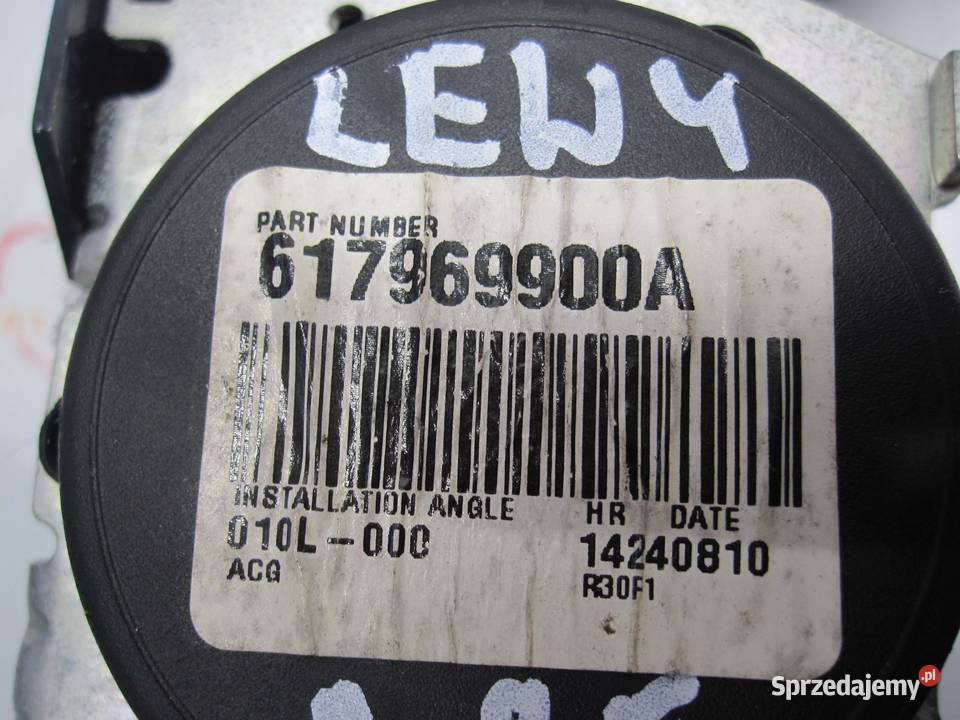 LEWY
PART NUMBER
617969900A
INSTALLATION ANGLE HR DATE
010L-000 14240810
ACG R30F1
Sprzedajemy.pl